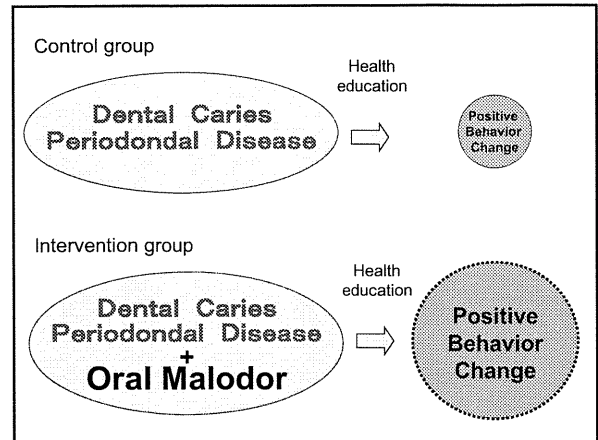 Control group
Health
education
Dental Caries
Periodondal Disease
Positive
Behavior
Change
Intervention group
Health
education
Dental Caries
Periodondal Disease
+
Oral Malodor
Positive
Behavior
Change